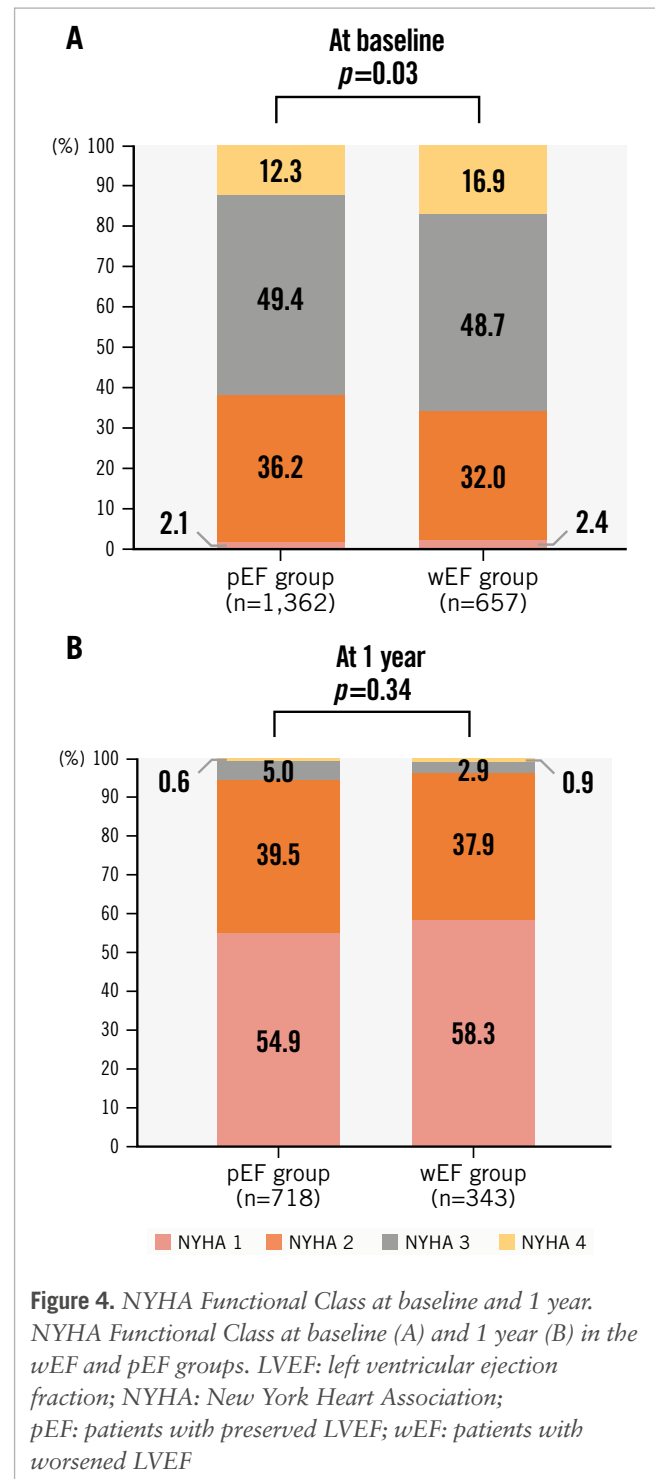 A
At baseline
p=0.03
(%) 100
90
80
70
60
50
40
30
20
10
0
12.3
16.9
49.4
48.7
36.2
32.0
2.1
2.4
pEF group
(n=1,362)
wEF group
(n=657)
B
At 1 year
p=0.34
(%) 100
90
80
70
60
50
40
30
20
10
0
0.6
5.0
2.9
0.9
39.5
37.9
54.9
58.3
pEF group
(n=718)
wEF group
(n=343)
NYHA 1 NYHA 2 NYHA 3 NYHA 4
Figure 4. NYHA Functional Class at baseline and 1 year.
NYHA Functional Class at baseline (A) and 1 year (B) in the
wEF and pEF groups. LVEF: left ventricular ejection
fraction; NYHA: New York Heart Association;
pEF: patients with preserved LVEF; wEF: patients with
worsened LVEF